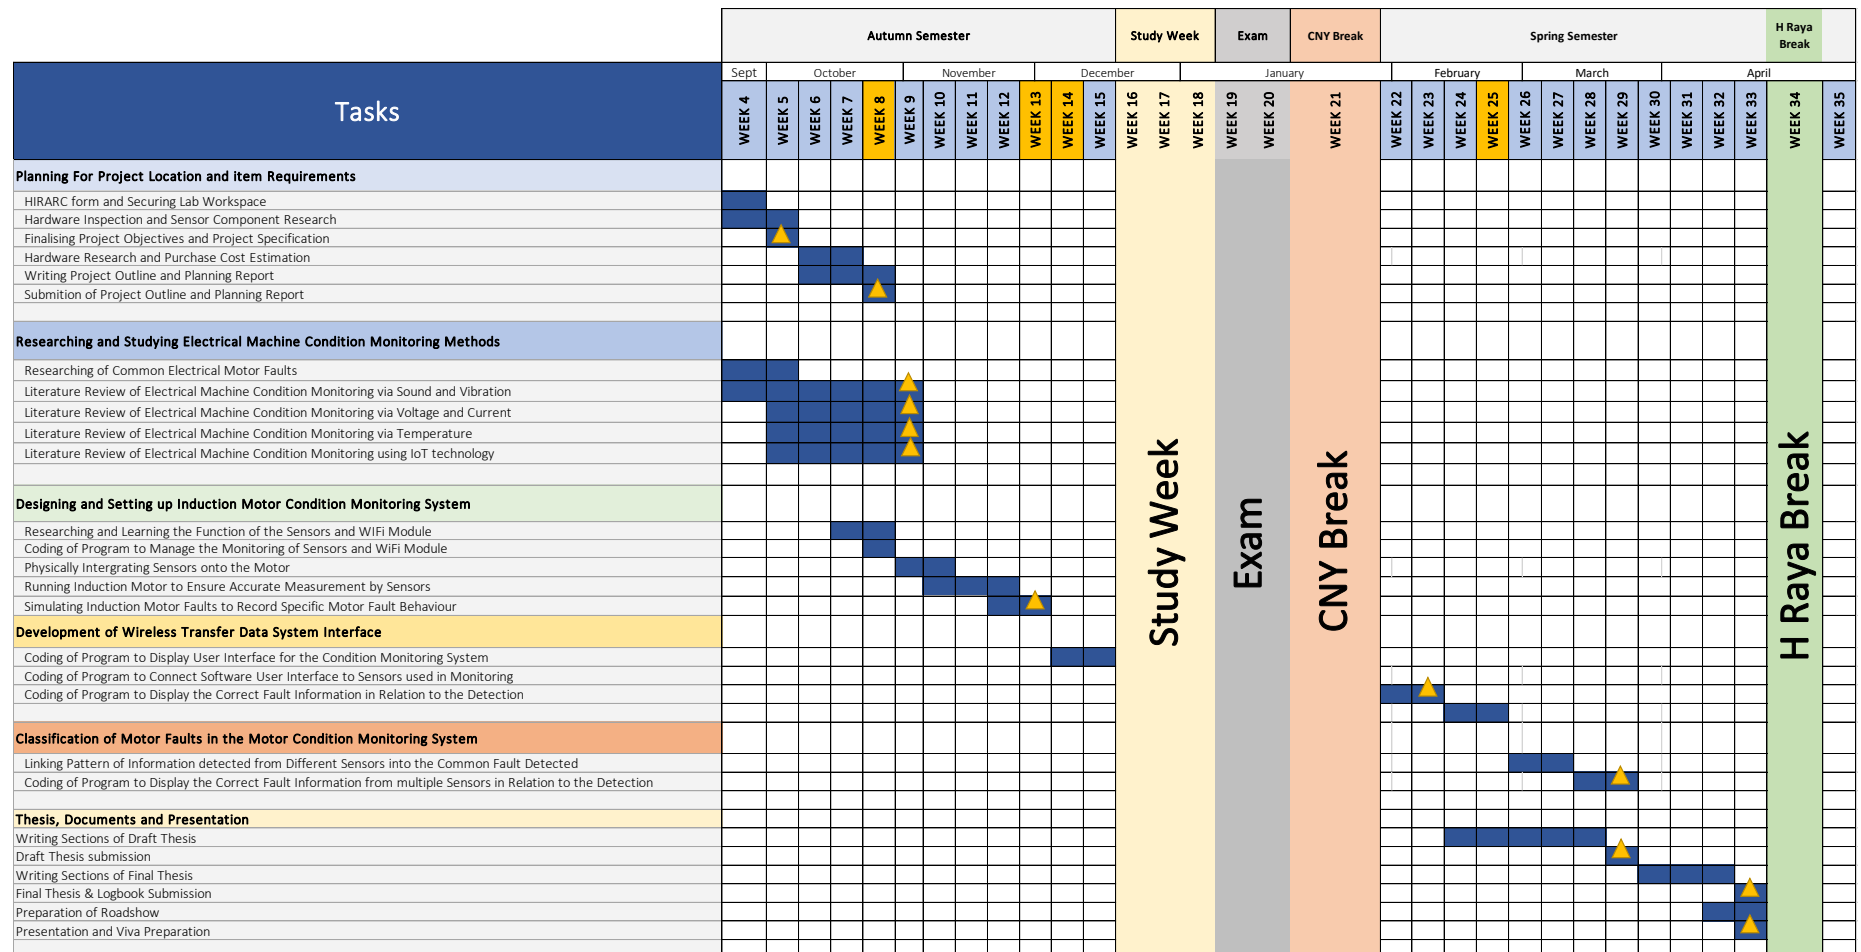 Autumn Semester
Study Week
Exam
CNY Break
Spring Semester
H Raya
Break
Sept
October
November
December
January
February
March
April
Tasks
WEEK 4
WEEK 5
WEEK 6
WEEK 7
WEEK 8
WEEK 9
WEEK 10
WEEK 11
WEEK 12
WEEK 13
WEEK 14
WEEK 15
WEEK 16
WEEK 17
WEEK 18
WEEK 19
WEEK 20
WEEK 21
WEEK 22
WEEK 23
WEEK 24
WEEK 25
WEEK 26
WEEK 27
WEEK 28
WEEK 29
WEEK 30
WEEK 31
WEEK 32
WEEK 33
WEEK 34
WEEK 35
Planning For Project Location and item Requirements
HIRARC form and Securing Lab Workspace
Hardware Inspection and Sensor Component Research
Finalising Project Objectives and Project Specification
Hardware Research and Purchase Cost Estimation
Writing Project Outline and Planning Report
Submition of Project Outline and Planning Report
Researching and Studying Electrical Machine Condition Monitoring Methods
Researching of Common Electrical Motor Faults
Literature Review of Electrical Machine Condition Monitoring via Sound and Vibration
Literature Review of Electrical Machine Condition Monitoring via Voltage and Current
Literature Review of Electrical Machine Condition Monitoring via Temperature
Literature Review of Electrical Machine Condition Monitoring using IoT technology
Designing and Setting up Induction Motor Condition Monitoring System
Researching and Learning the Function of the Sensors and WIFi Module
Coding of Program to Manage the Monitoring of Sensors and WiFi Module
Physically Intergrating Sensors onto the Motor
Running Induction Motor to Ensure Accurate Measurement by Sensors
Simulating Induction Motor Faults to Record Specific Motor Fault Behaviour
Development of Wireless Transfer Data System Interface
Coding of Program to Display User Interface for the Condition Monitoring System
Coding of Program to Connect Software User Interface to Sensors used in Monitoring
Coding of Program to Display the Correct Fault Information in Relation to the Detection
Classification of Motor Faults in the Motor Condition Monitoring System
Linking Pattern of Information detected from Different Sensors into the Common Fault Detected
Coding of Program to Display the Correct Fault Information from multiple Sensors in Relation to the Detection
Thesis, Documents and Presentation
Writing Sections of Draft Thesis
Draft Thesis submission
Writing Sections of Final Thesis
Final Thesis & Logbook Submission
Preparation of Roadshow
Presentation and Viva Preparation
Study Week
Exam
CNY Break
H Raya Break